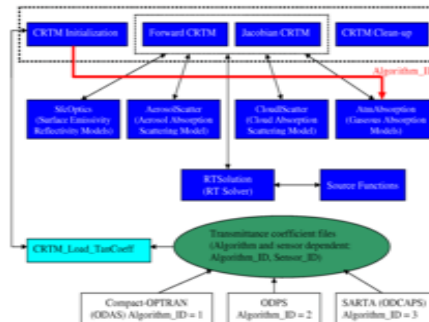 CRTM Initialization
Forward CRTM
Jacobian CRTM
CRTM Clean-up
Algorithm_ID
SfcOptics
(Surface Emissivity
Reflectivity Models)
AerosolScatter
(Aerosol Absorption
Scattering Model)
CloudScatter
(Cloud Absorption
Scattering Model)
AtmAbsorption
(Gaseous Absorption
Models)
RTSolution
(RT Solver)
Source Functions
CRTM_Load_TauCoeff
Transmittance coefficient files
(Algorithm and sensor dependent:
Algorithm_ID, Sensor_ID)
Compact-OPTRAN
(ODAS) Algorithm_ID = 1
ODPS
Algorithm_ID = 2
SARTA (ODCAPS)
Algorithm_ID = 3